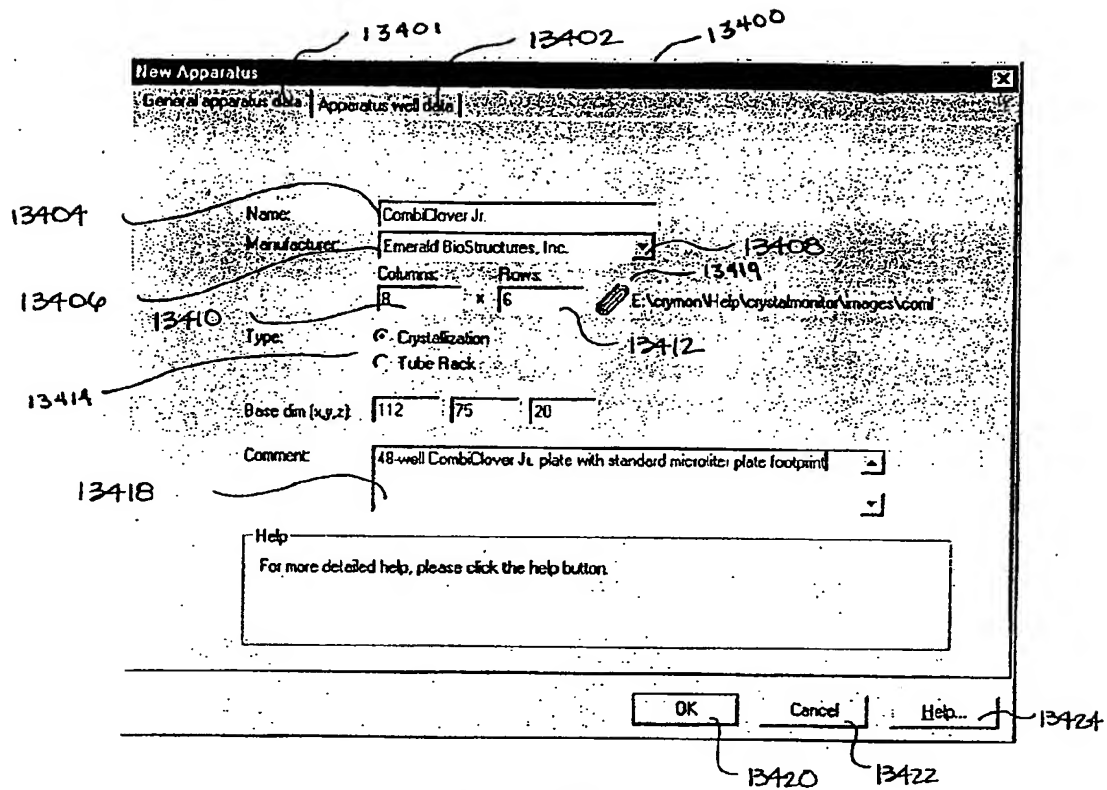 13401 13402 13400
New Apparatus
General apparatus data Apparatus well data
13404 Name: CombiClover Jr.
Manufacturer: Emerald BioStructures, Inc. 13408
13406 Columns: Rows: 13419
13410 8 x 6 E:\crymon\Help\crystalmonitor\images\coml
Type: Crystallization 13412
13414 Tube Rack
Base dim (x,y,z): 112 75 20
Comment: 48-well CombiClover Jr. plate with standard microliter plate footprint
13418
Help
For more detailed help, please click the help button.
OK Cancel Help... 13424
13420 13422